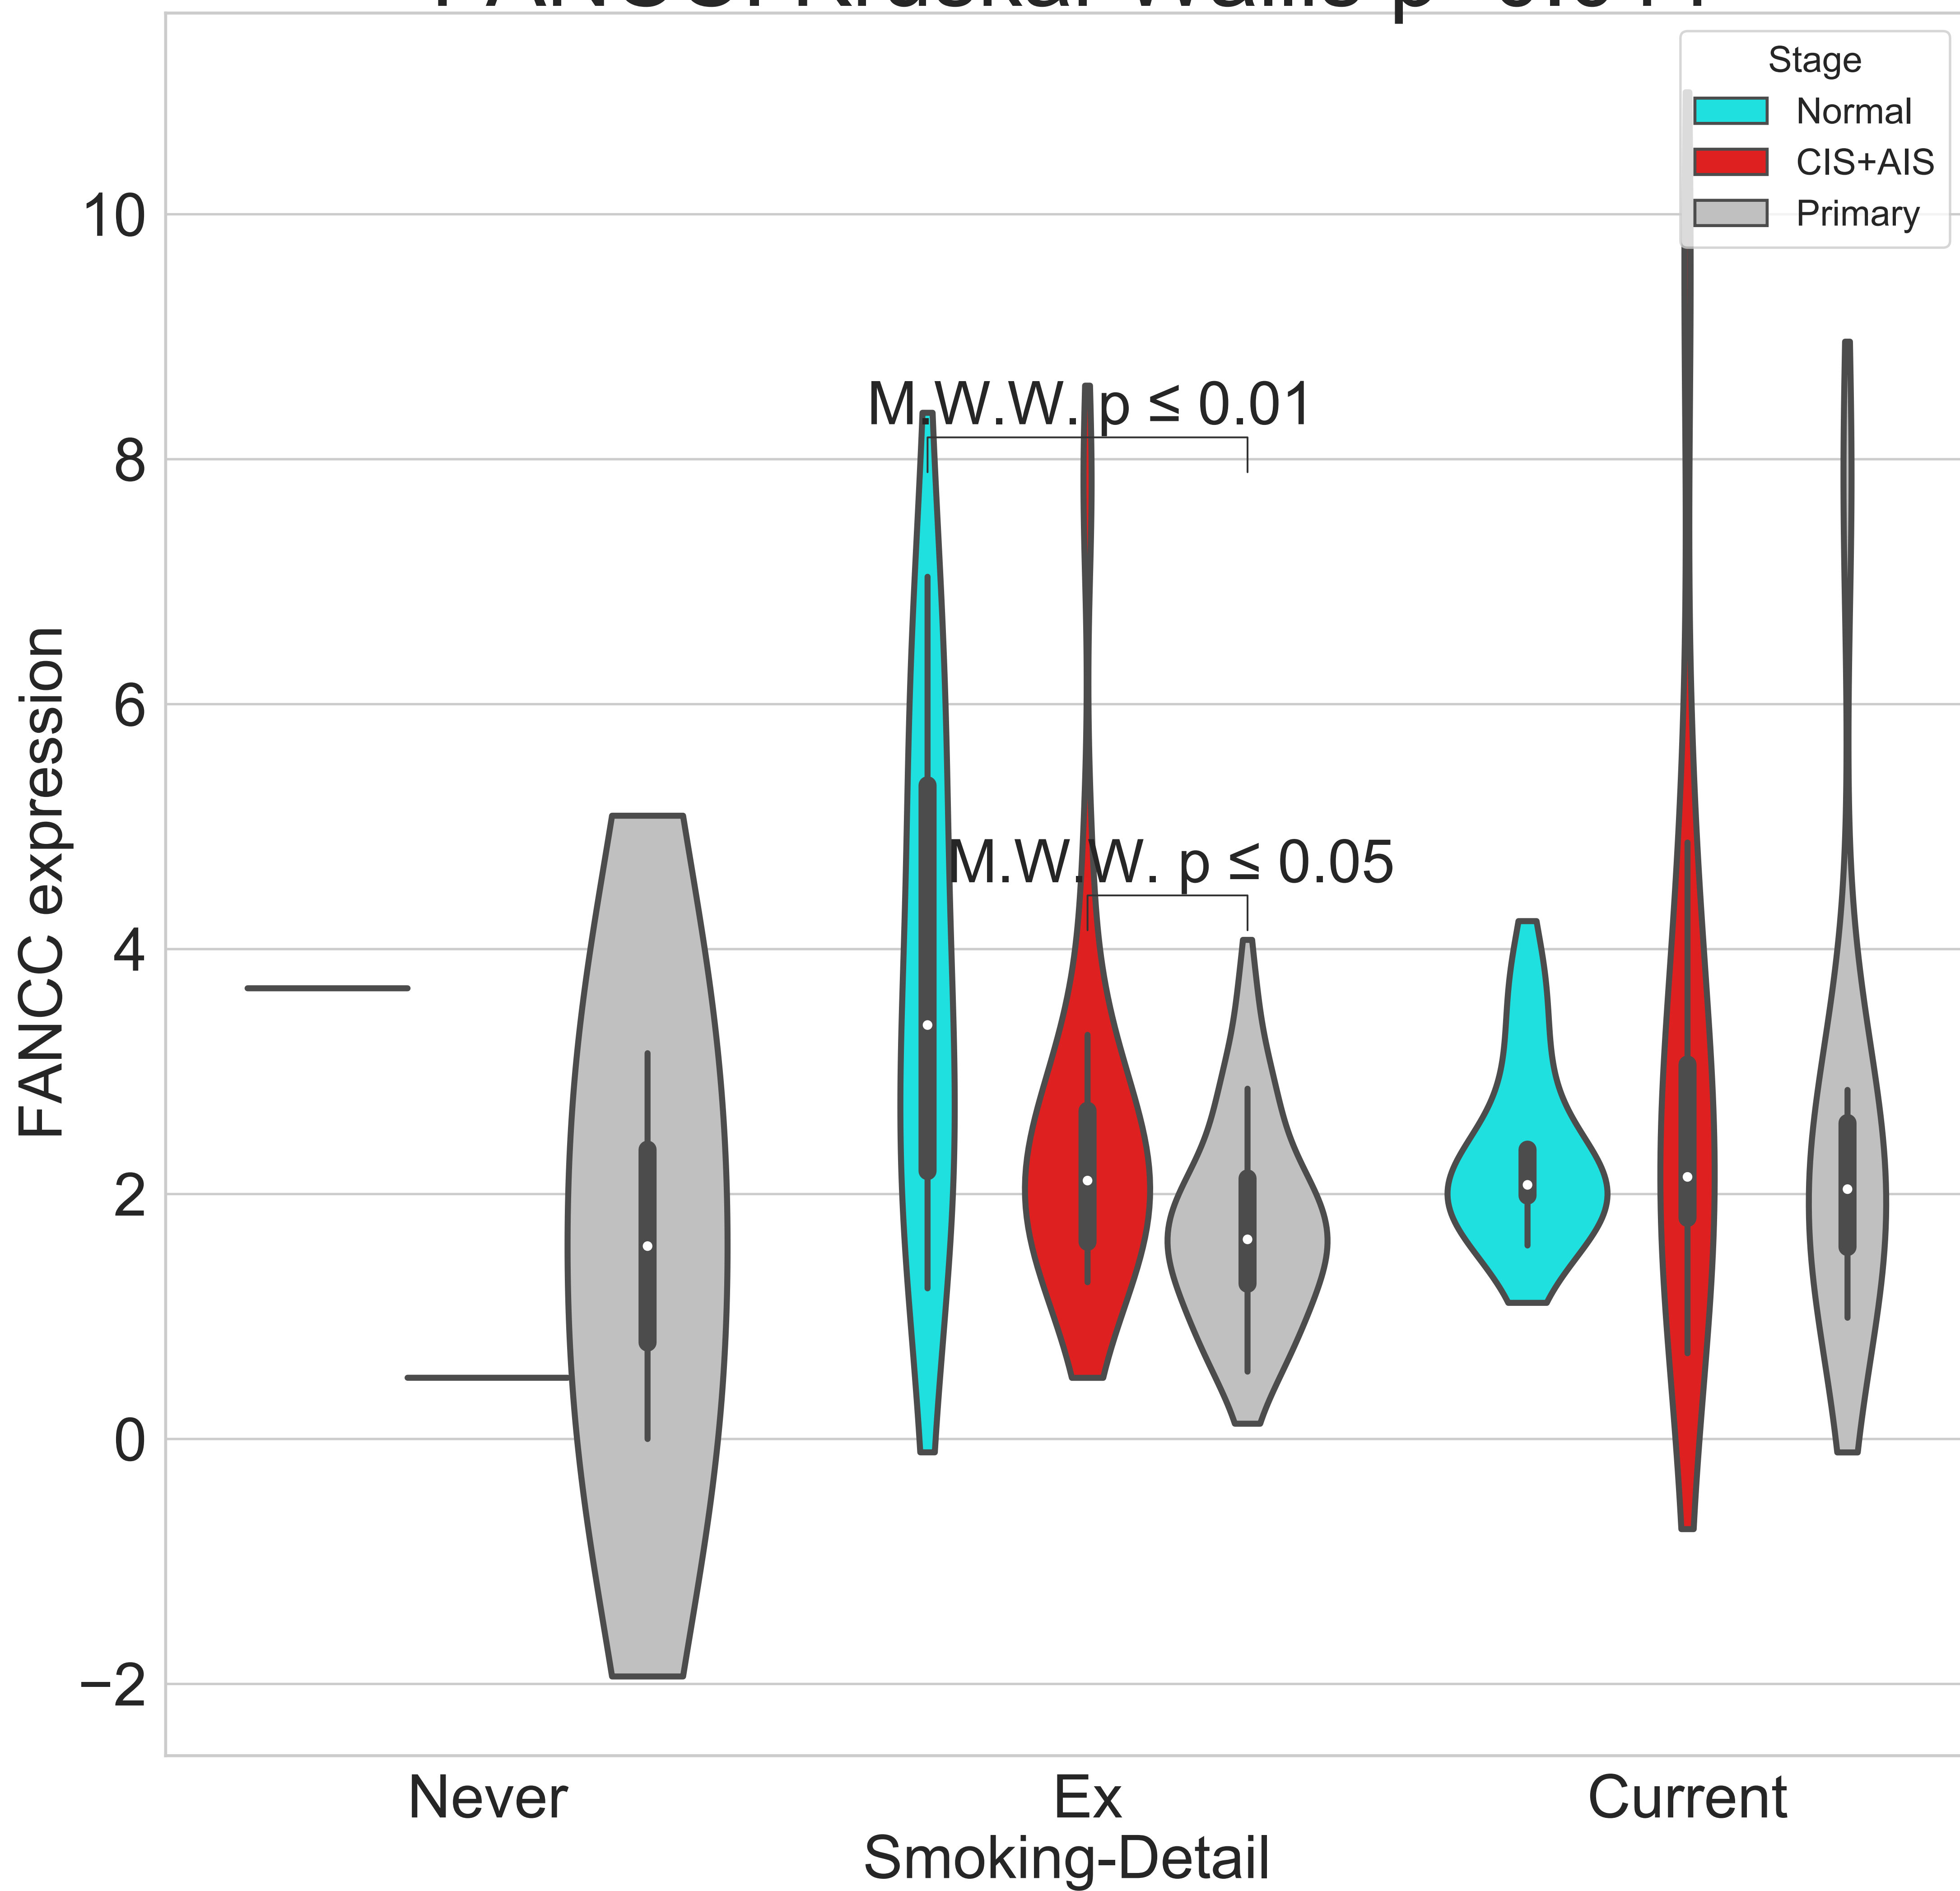 Stage
Normal
CIS+AIS
Primary
10
8
6
4
2
0
−2
FANCC expression
M.W.W. p ≤ 0.01
M.W.W. p ≤ 0.05
Never
Ex
Current
Smoking-Detail